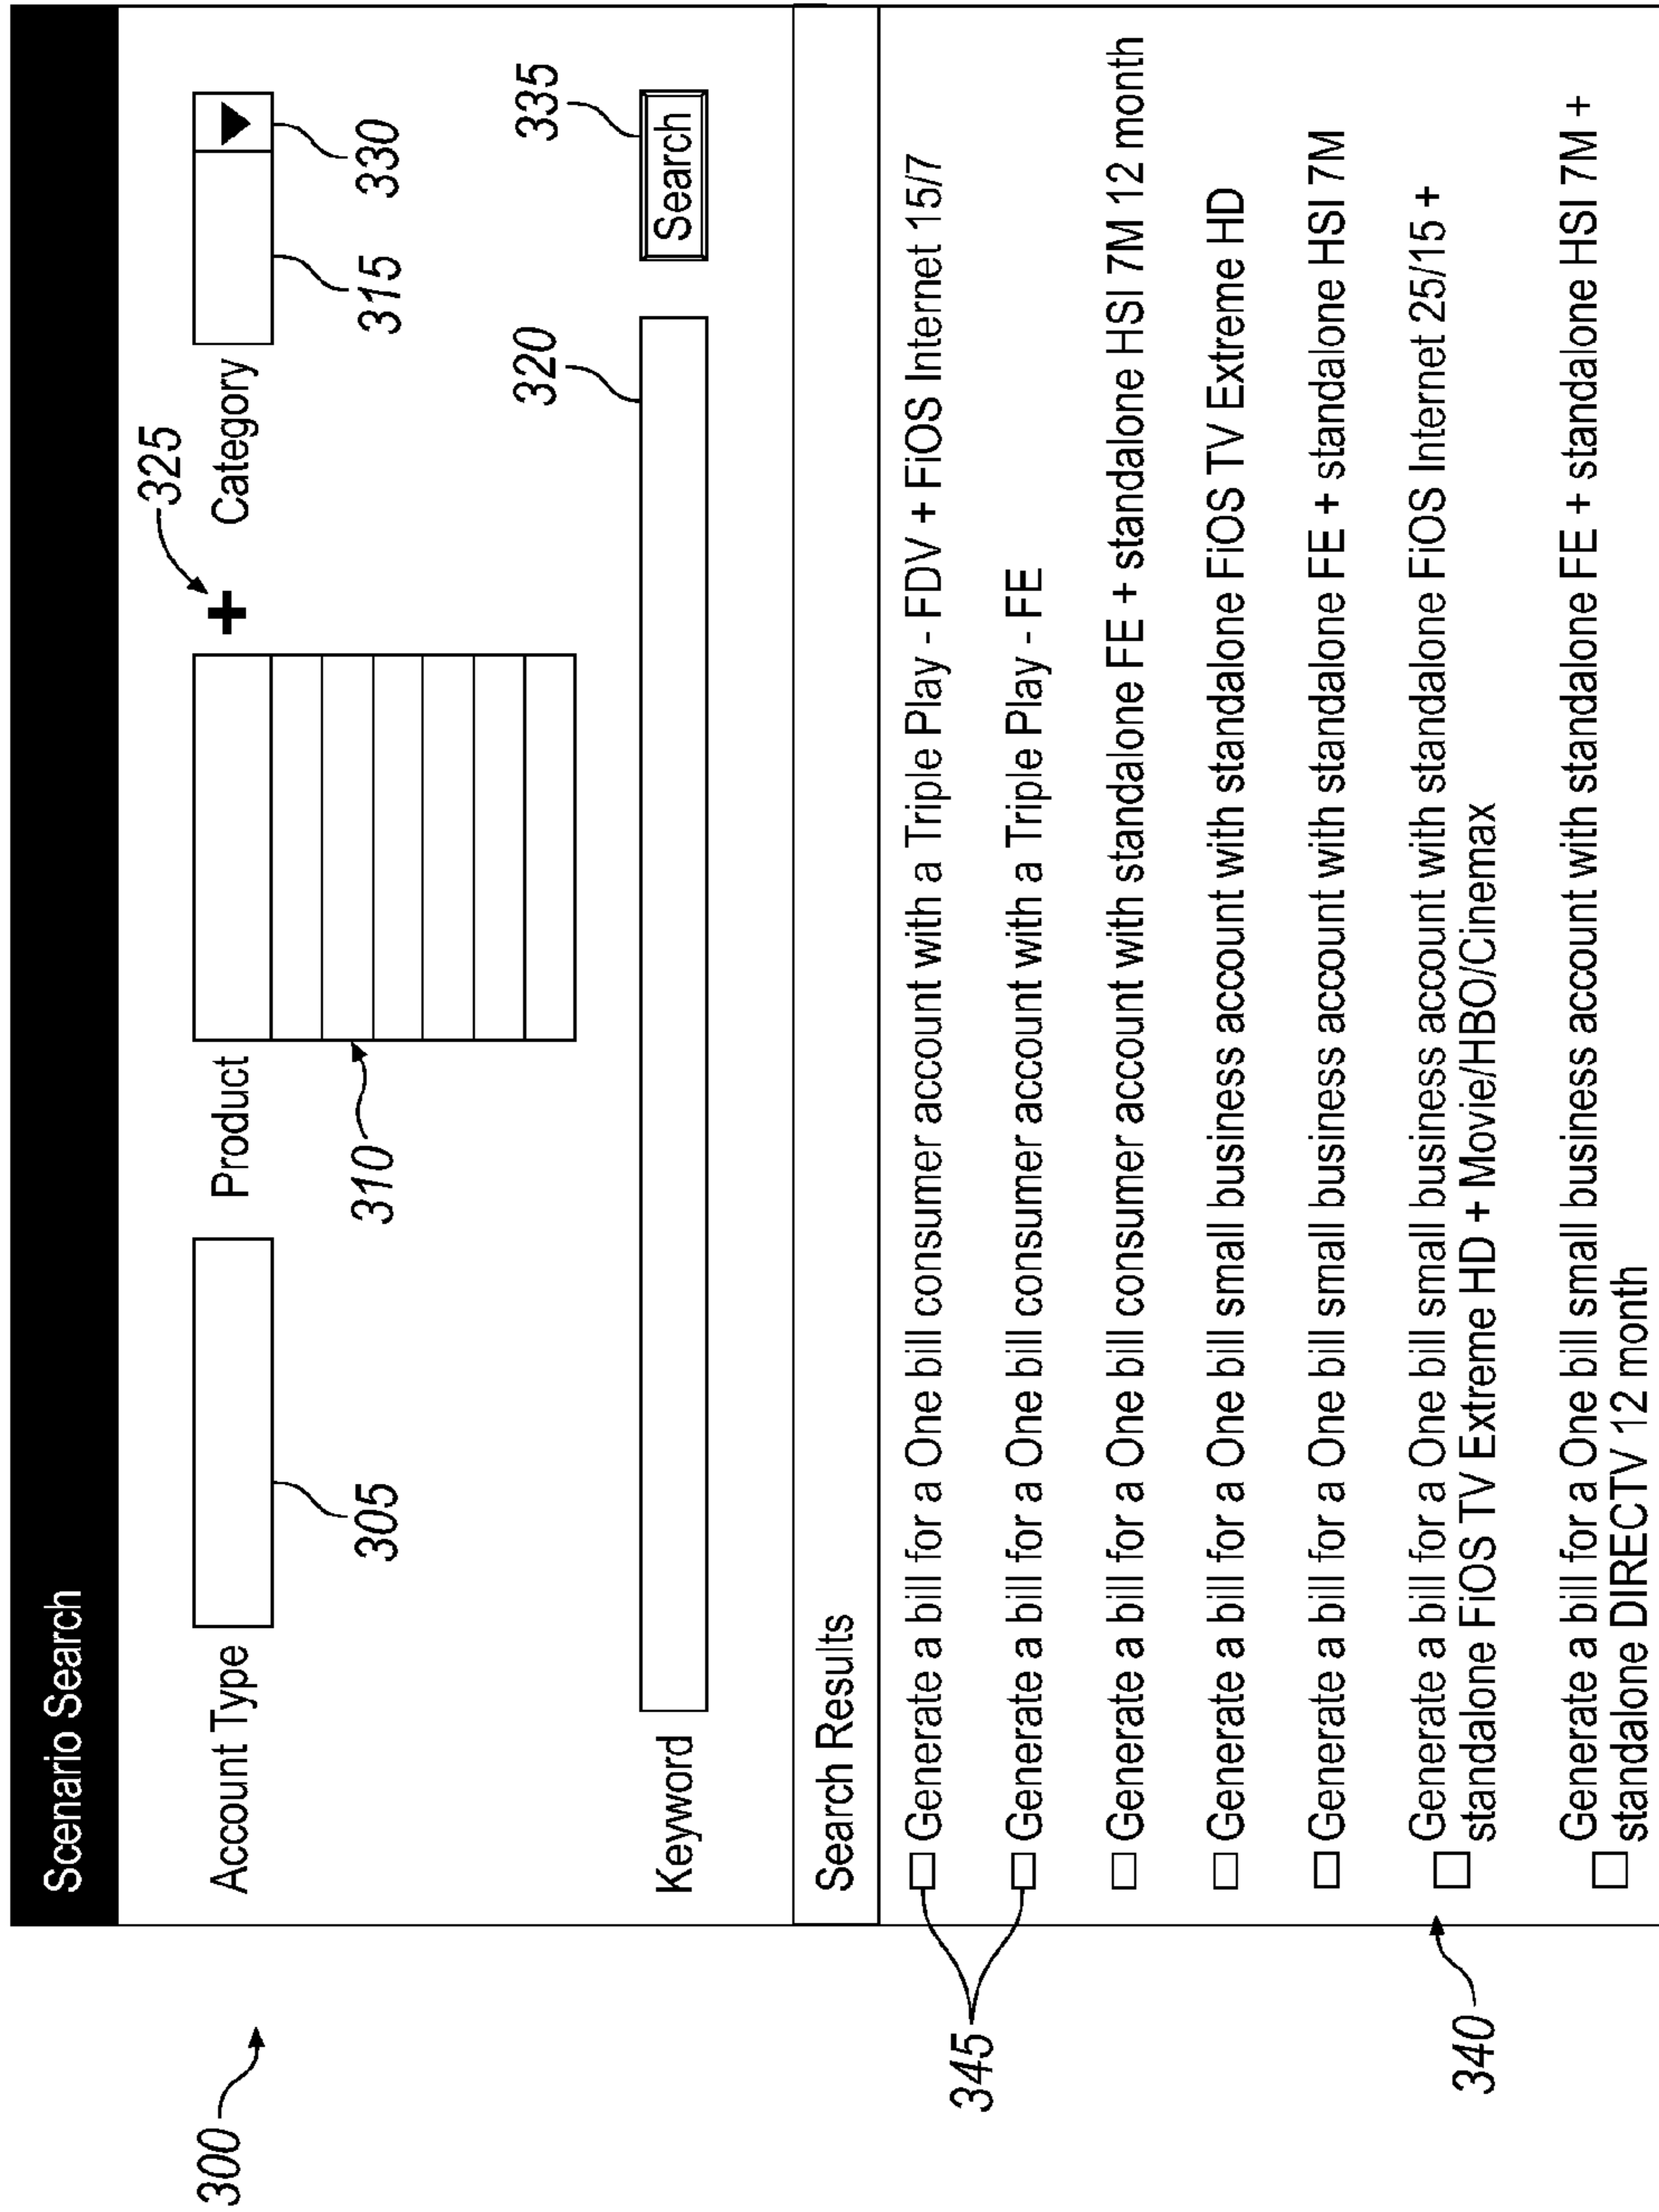 300
Scenario Search
Account Type
305
Product
310
+
325
Category
315
330
Keyword
320
Search
335
Search Results
345
Generate a bill for a One bill consumer account with a Triple Play - FDV + FiOS Internet 15/7
Generate a bill for a One bill consumer account with a Triple Play - FE
Generate a bill for a One bill consumer account with standalone FE + standalone HSI 7M 12 month
Generate a bill for a One bill small business account with standalone FiOS TV Extreme HD
Generate a bill for a One bill small business account with standalone FE + standalone HSI 7M
340
Generate a bill for a One bill small business account with standalone FiOS Internet 25/15 +
standalone FiOS TV Extreme HD + Movie/HBO/Cinemax
Generate a bill for a One bill small business account with standalone FE + standalone HSI 7M +
standalone DIRECTV 12 month